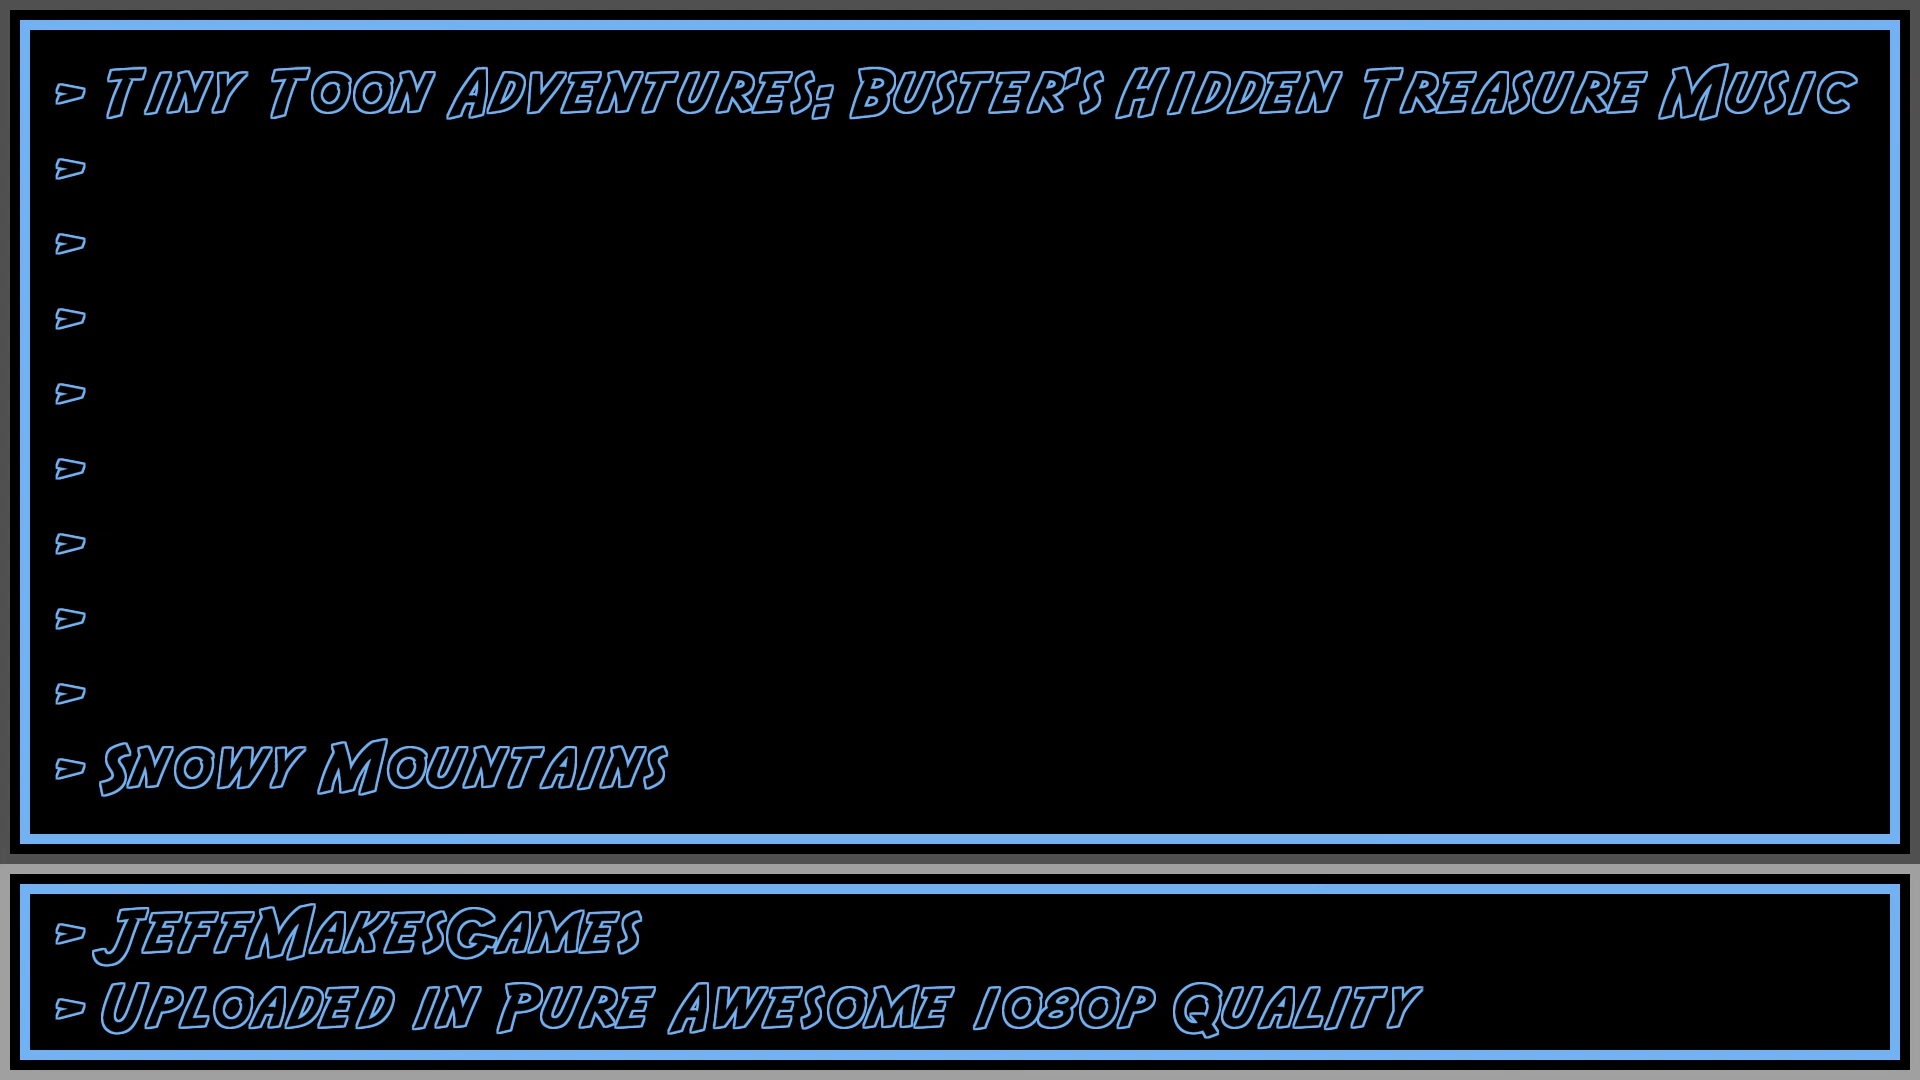 > Tiny Toon Adventures: Buster's Hidden Treasure Music
>
>
>
>
>
>
>
>
> Snowy Mountains
> JeffMakesGames
> Uploaded in Pure Awesome 1080p Quality